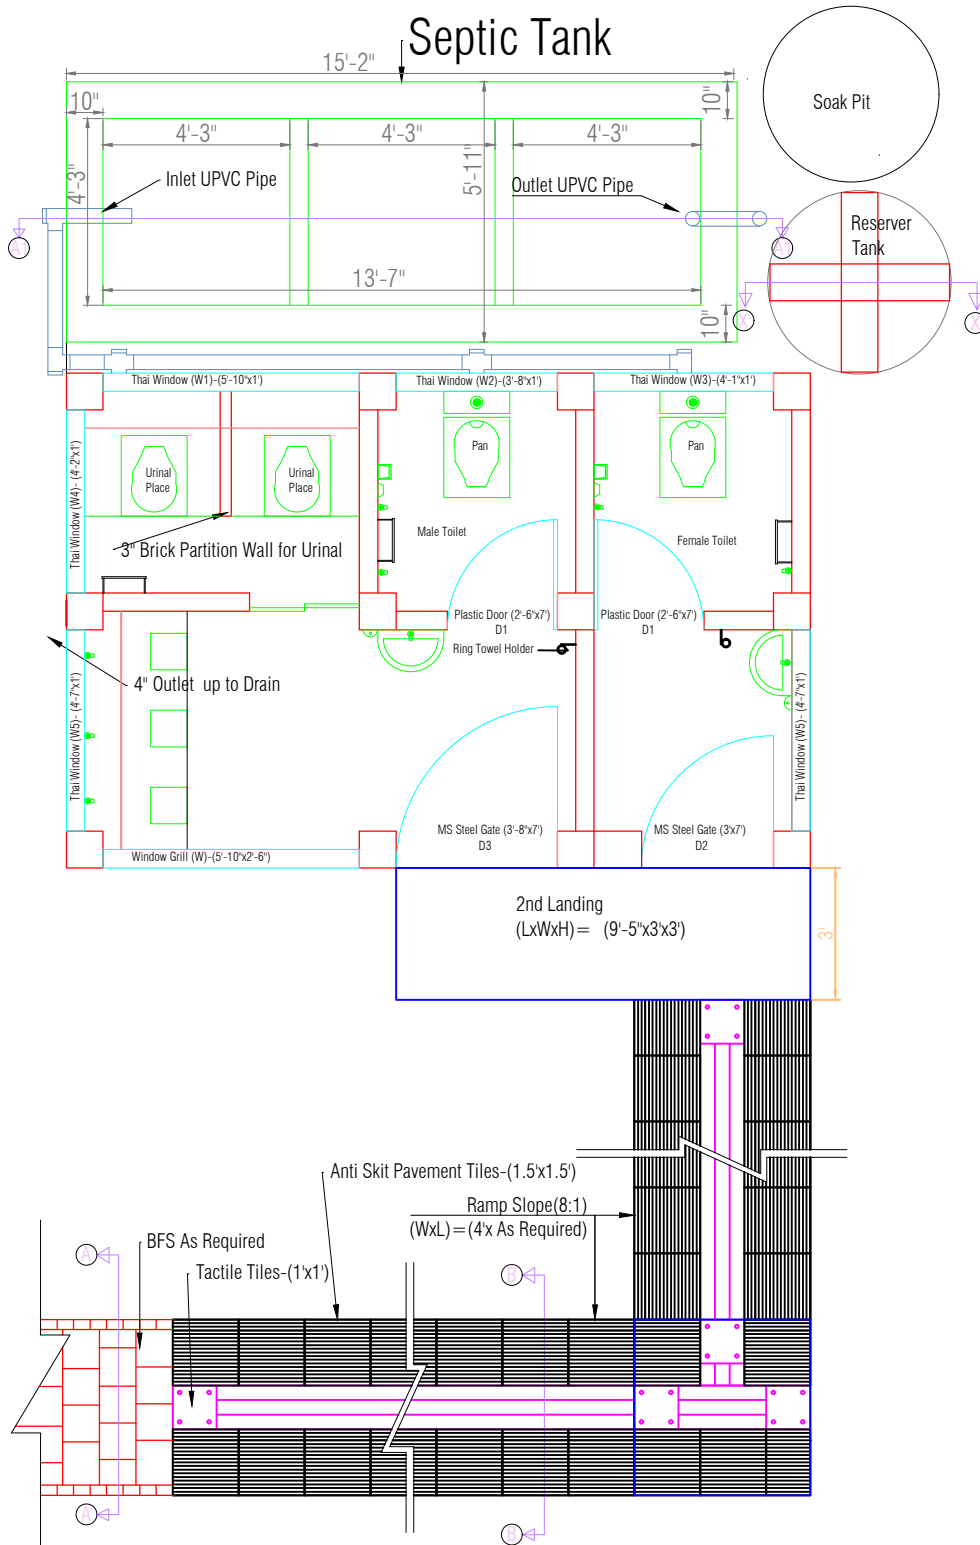 Septic Tank
15'-2"
10"
10"
Soak Pit
4'-3"
4'-3"
4'-3"
4'-3"
5'-11"
Inlet UPVC Pipe
Outlet UPVC Pipe
A1
A1
Reserver
Tank
13'-7"
10"
X
X
Thai Window (W1)-(5'-10"x1')
Thai Window (W2)-(3'-8"x1')
Thai Window (W3)-(4'-1"x1')
Thai Window (W4)- (4'-2"x1')
Urinal
Place
Urinal
Place
Pan
Pan
Male Toilet
Female Toilet
3" Brick Partition Wall for Urinal
Plastic Door (2'-6"x7')
D1
Plastic Door (2'-6"x7')
D1
Ring Towel Holder
4" Outlet up to Drain
Thai Window (W5)- (4'-7"x1')
Thai Window (W5)- (4'-7"x1')
MS Steel Gate (3'-8"x7')
D3
MS Steel Gate (3'x7')
D2
Window Grill (W)-(5'-10"x2'-6")
2nd Landing
(LxWxH)= (9'-5"x3'x3')
3'
Anti Skit Pavement Tiles-(1.5'x1.5')
Ramp Slope(8:1)
(WxL)=(4'x As Required)
BFS As Required
Tactile Tiles-(1'x1')
A
B
A
B